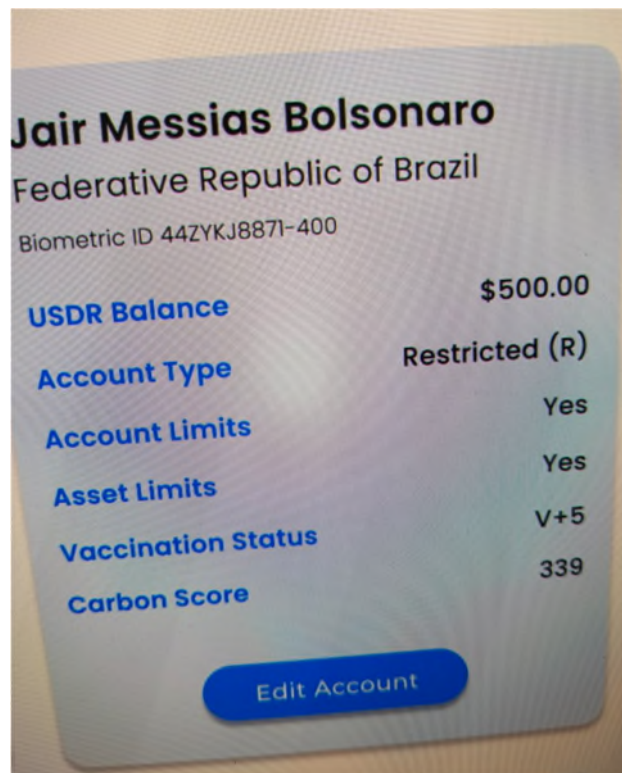 Jair Messias Bolsonaro
Federative Republic of Brazil
Biometric ID 44ZYKJ8871-400
USDR Balance $500.00
Account Type Restricted (R)
Account Limits Yes
Asset Limits Yes
Vaccination Status V+5
Carbon Score 339
Edit Account